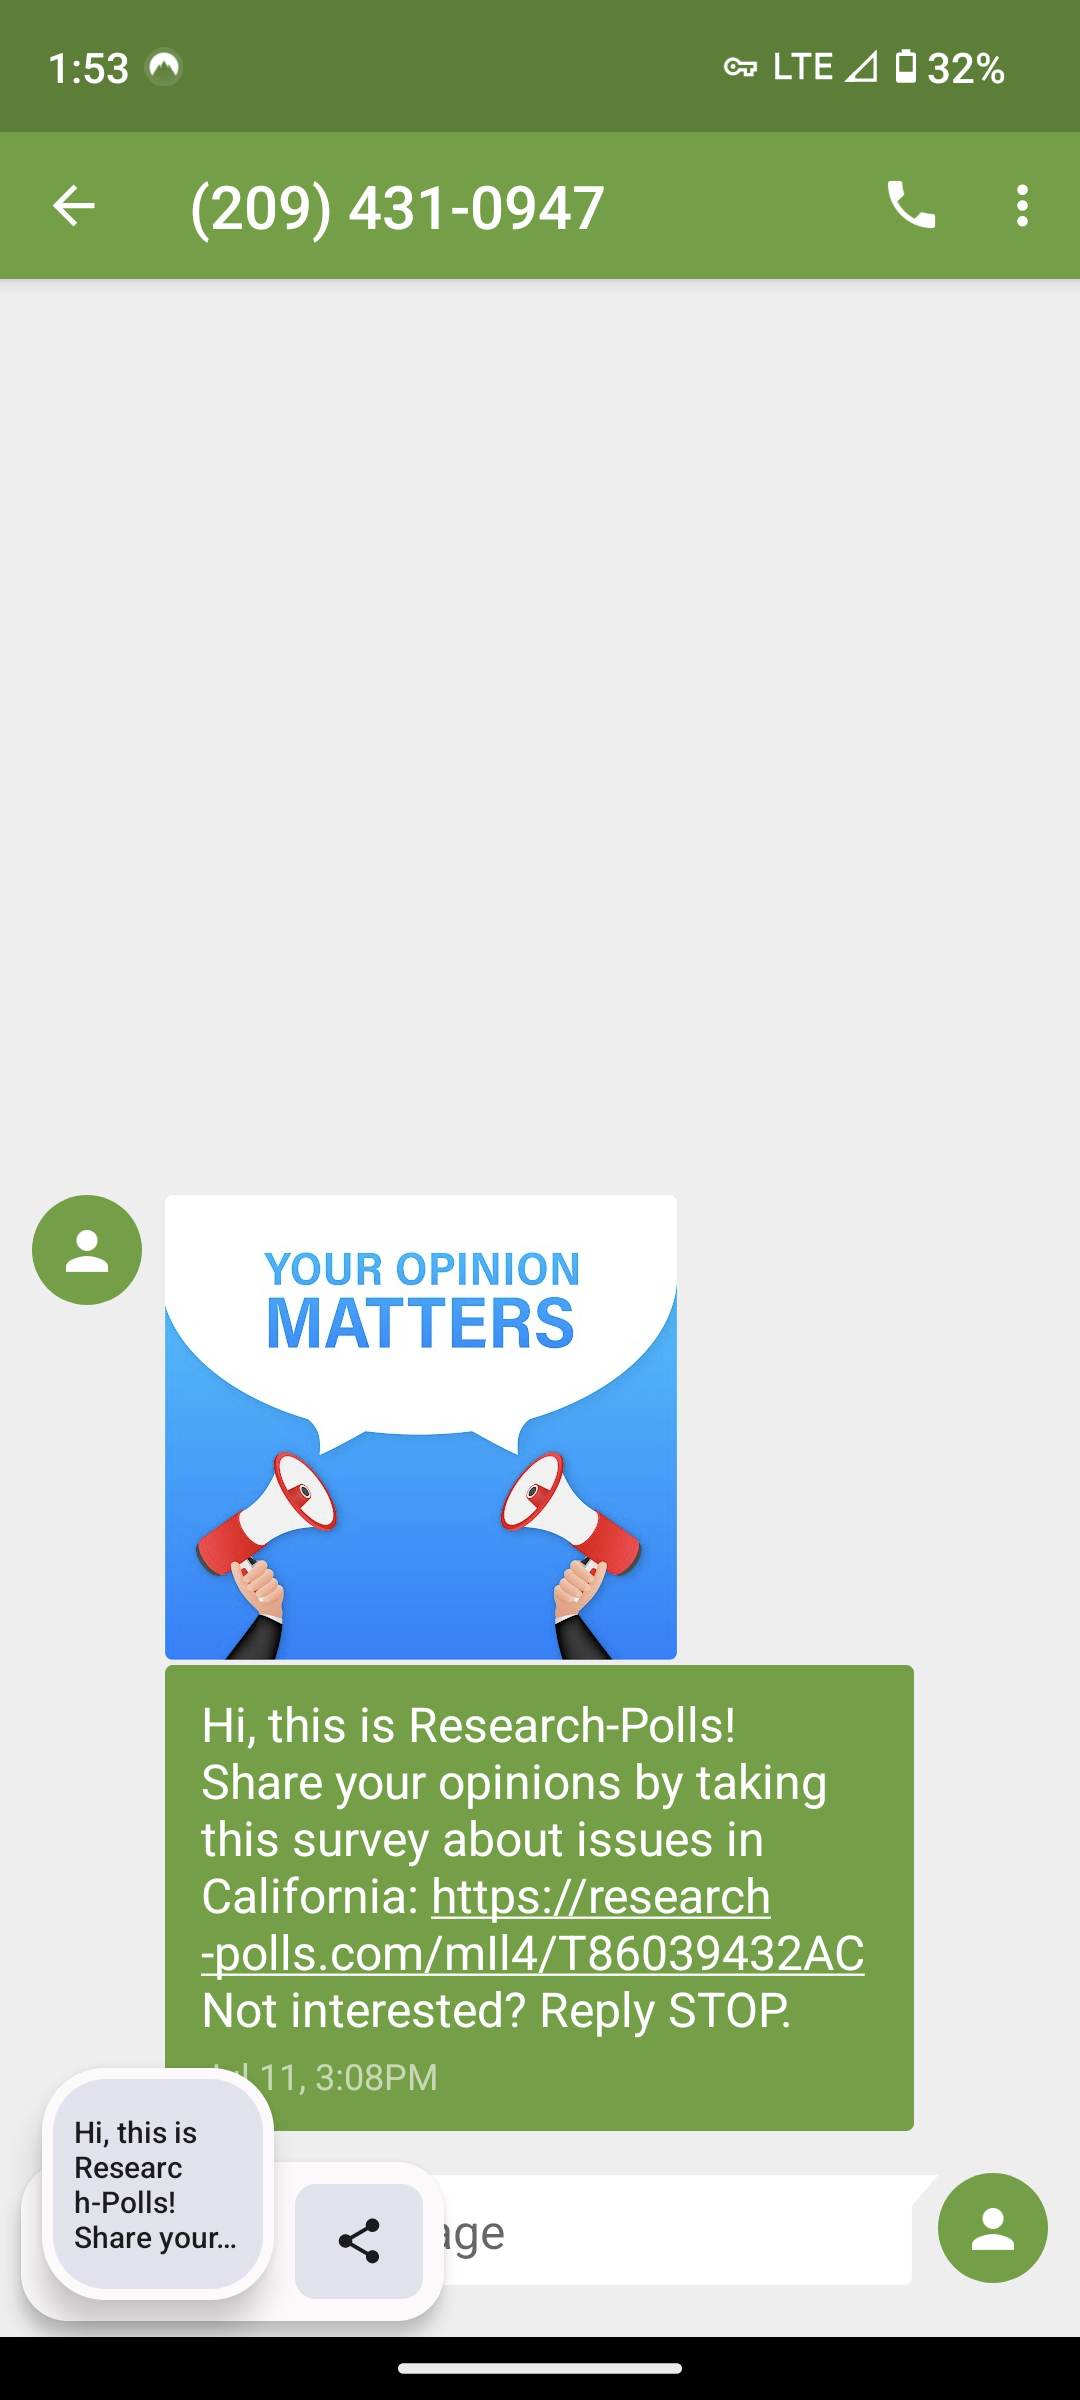 1:53
LTE 32%
(209) 431-0947
YOUR OPINION
MATTERS
Hi, this is Research-Polls!
Share your opinions by taking
this survey about issues in
California: https://research
-polls.com/mIl4/T86039432AC
Not interested? Reply STOP.
11, 3:08PM
Hi, this is
Researc
h-Polls!
Share your...